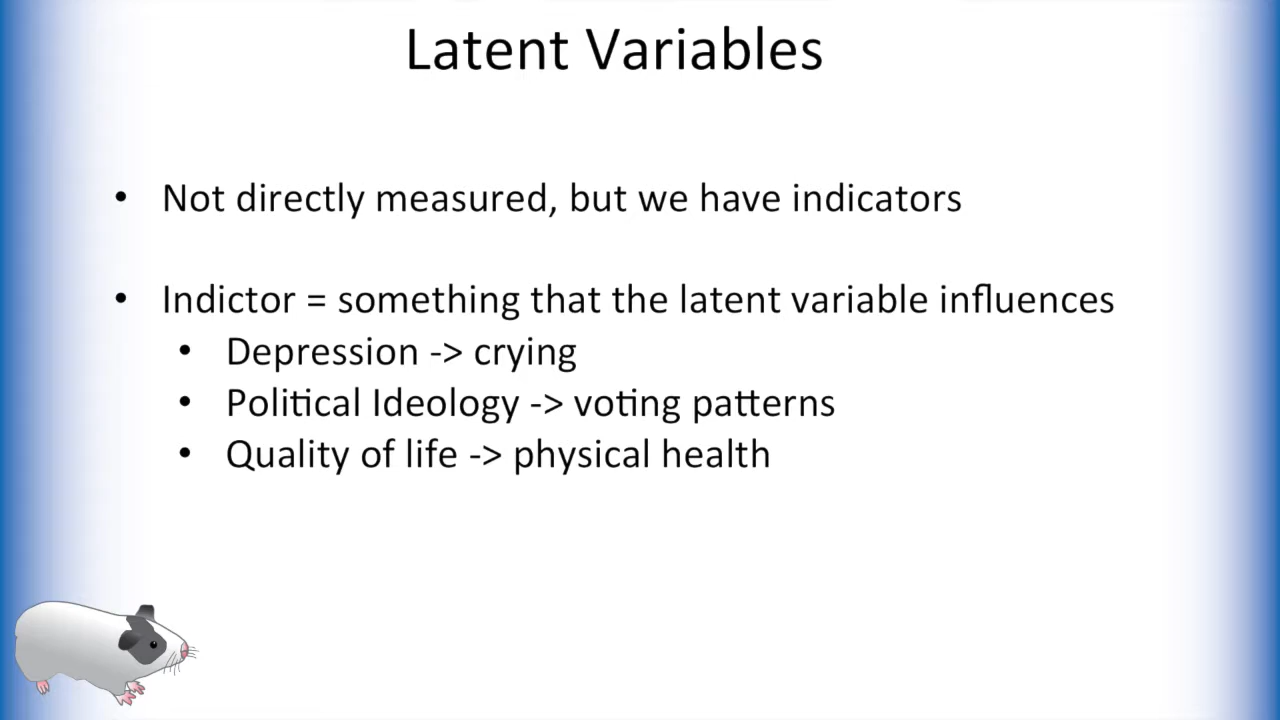 Latent Variables
• Not directly measured, but we have indicators
• Indictor = something that the latent variable influences
• Depression -> crying
• Political Ideology -> voting patterns
• Quality of life -> physical health